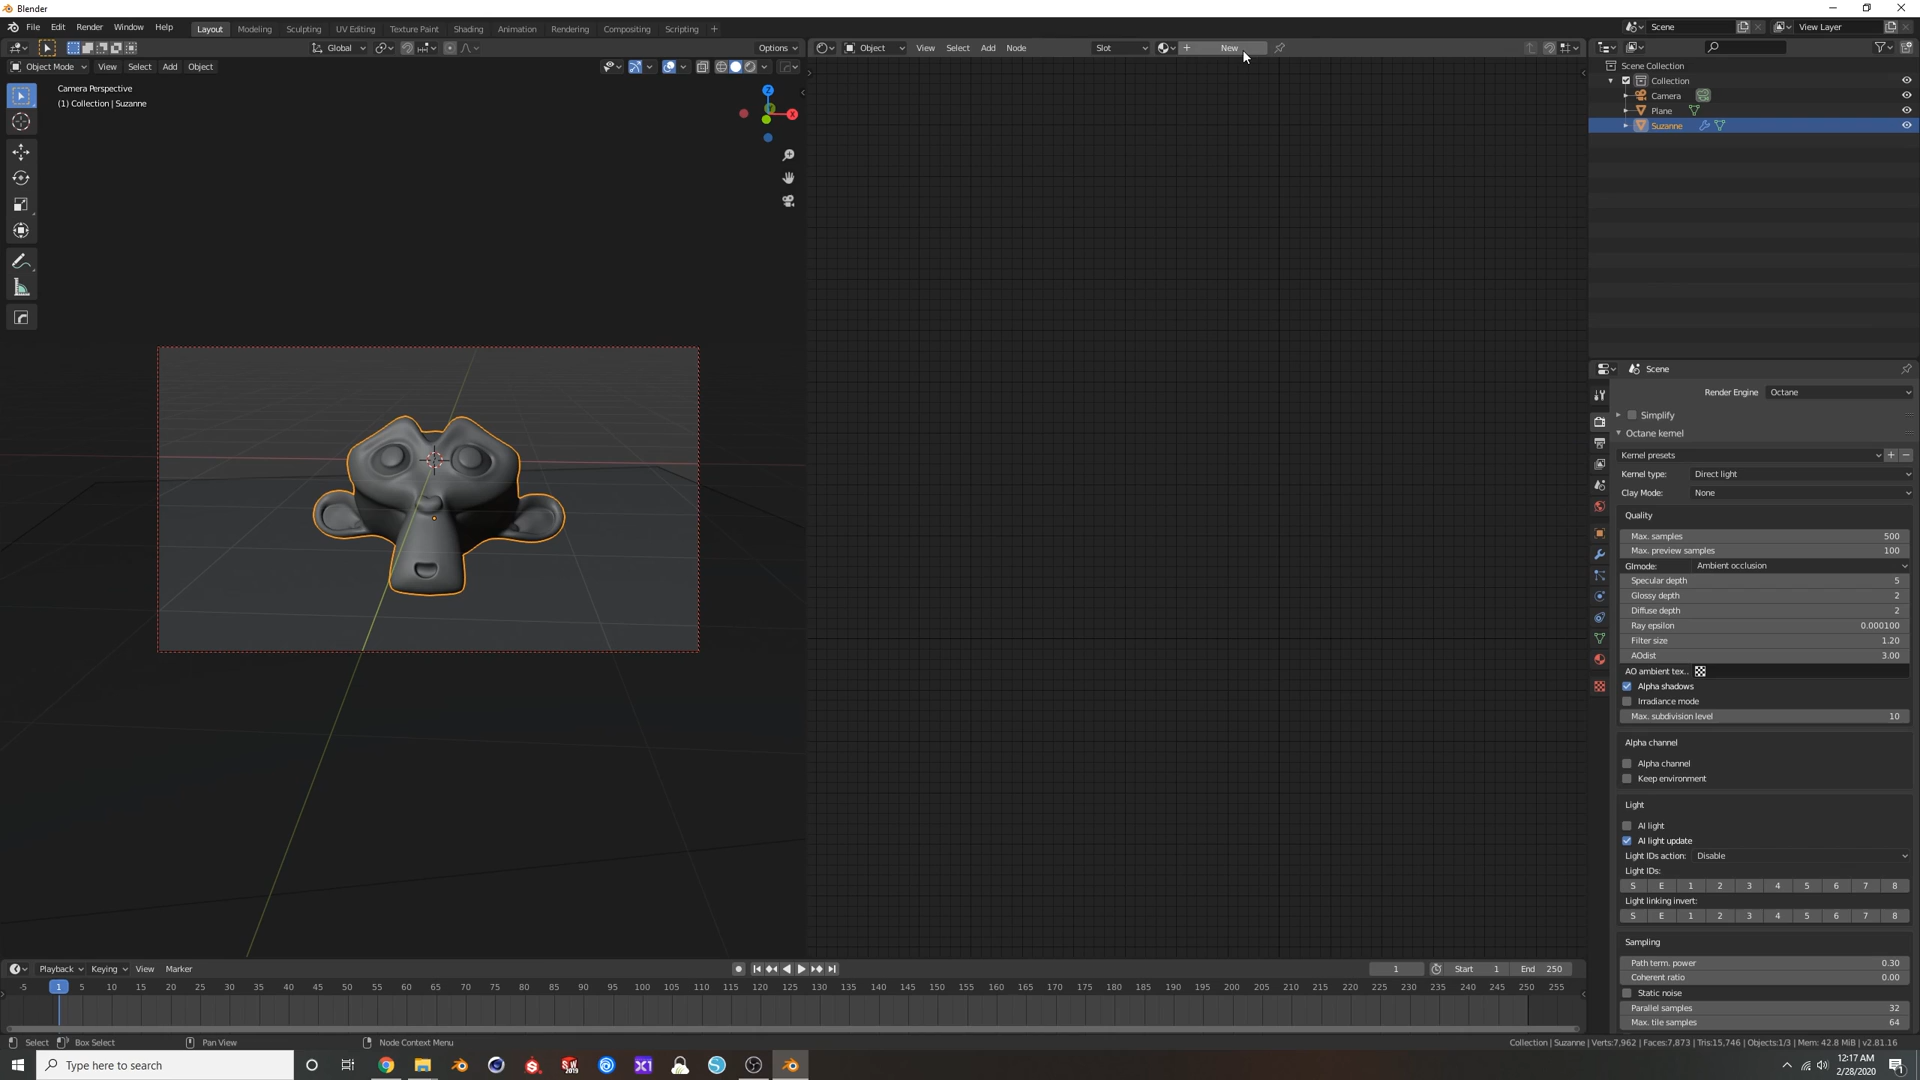 Blender
File Edit Render Window Help
Layout Modeling Sculpting UV Editing Texture Paint Shading Animation Rendering Compositing Scripting +
Scene
View Layer
Global
Options
Object View Select Add Node
Slot
New
Object Mode View Select Add Object
Camera Perspective
(1) Collection | Suzanne
Z
Y
X
Scene Collection
Collection
Camera
Plane
Suzanne
Scene
Render Engine Octane
Simplify
Octane kernel
Kernel presets
Kernel type: Direct light
Clay Mode: None
Quality
Max. samples 500
Max. preview samples 100
GImode: Ambient occlusion
Specular depth 5
Glossy depth 2
Diffuse depth 2
Ray epsilon 0.000100
Filter size 1.20
AOdist 3.00
AO ambient tex..
Alpha shadows
Irradiance mode
Max. subdivision level 10
Alpha channel
Alpha channel
Keep environment
Light
AI light
AI light update
Light IDs action: Disable
Light IDs:
S E 1 2 3 4 5 6 7 8
Light linking invert:
S E 1 2 3 4 5 6 7 8
Sampling
Path term. power 0.30
Coherent ratio 0.00
Static noise
Parallel samples 32
Max. tile samples 64
Playback Keying View Marker
1 Start 1 End 250
-5 1 5 10 15 20 25 30 35 40 45 50 55 60 65 70 75 80 85 90 95 100 105 110 115 120 125 130 135 140 145 150 155 160 165 170 175 180 185 190 195 200 205 210 215 220 225 230 235 240 245 250 255
Select Box Select Pan View Node Context Menu
Collection | Suzanne | Verts:7,962 | Faces:7,873 | Tris:15,746 | Objects:1/3 | Mem: 42.8 MiB | v2.81.16
Type here to search
SW
2019
X1
12:17 AM
2/28/2020
1